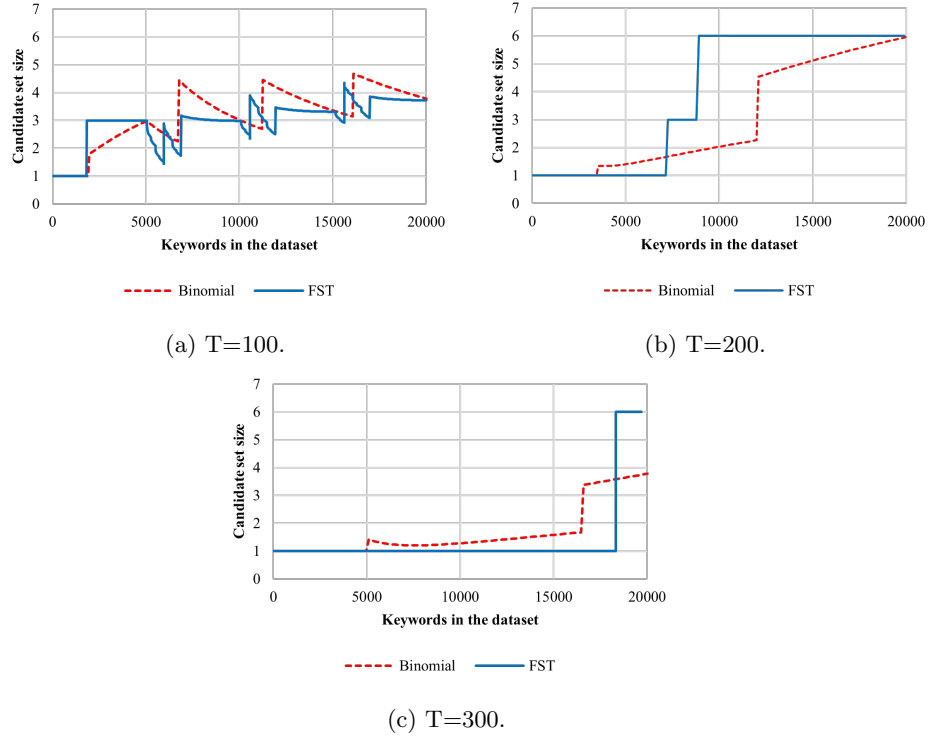 7
6
5
4
3
2
1
0
Candidate set size
0 5000 10000 15000 20000
Keywords in the dataset
Binomial FST
(a) T=100.
7
6
5
4
3
2
1
0
Candidate set size
0 5000 10000 15000 20000
Keywords in the dataset
Binomial FST
(b) T=200.
7
6
5
4
3
2
1
0
Candidate set size
0 5000 10000 15000 20000
Keywords in the dataset
Binomial FST
(c) T=300.